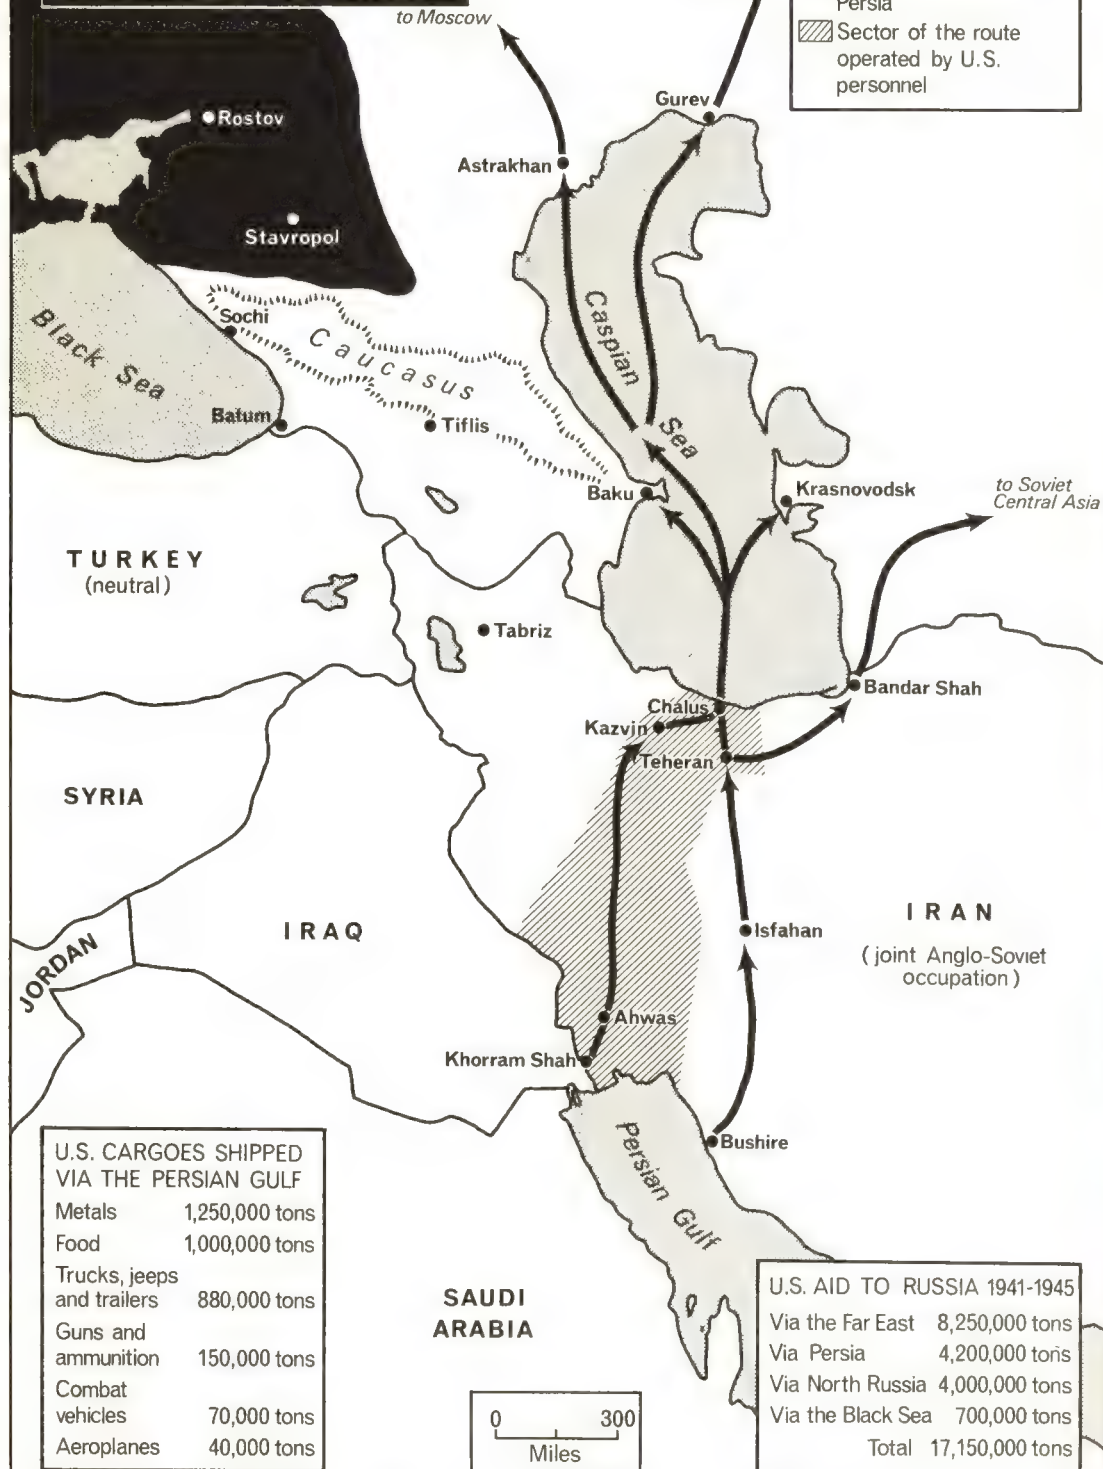 to Moscow
Persia
Sector of the route
operated by U.S.
personnel
Rostov
Gurev
Astrakhan
Stavropol
Sochi
Black Sea
Caucasus
Caspian
Sea
Batum
Tiflis
Baku
Krasnovodsk
to Soviet
Central Asia
TURKEY
(neutral)
Tabriz
Bandar Shah
Chalus
Kazvin
Teheran
SYRIA
IRAQ
JORDAN
Isfahan
IRAN
(joint Anglo-Soviet
occupation)
Ahwas
Khorram Shah
Bushire
Persian Gulf
SAUDI
ARABIA
U.S. CARGOES SHIPPED
VIA THE PERSIAN GULF
Metals 1,250,000 tons
Food 1,000,000 tons
Trucks, jeeps
and trailers 880,000 tons
Guns and
ammunition 150,000 tons
Combat
vehicles 70,000 tons
Aeroplanes 40,000 tons
0 300
Miles
U.S. AID TO RUSSIA 1941-1945
Via the Far East 8,250,000 tons
Via Persia 4,200,000 tons
Via North Russia 4,000,000 tons
Via the Black Sea 700,000 tons
Total 17,150,000 tons